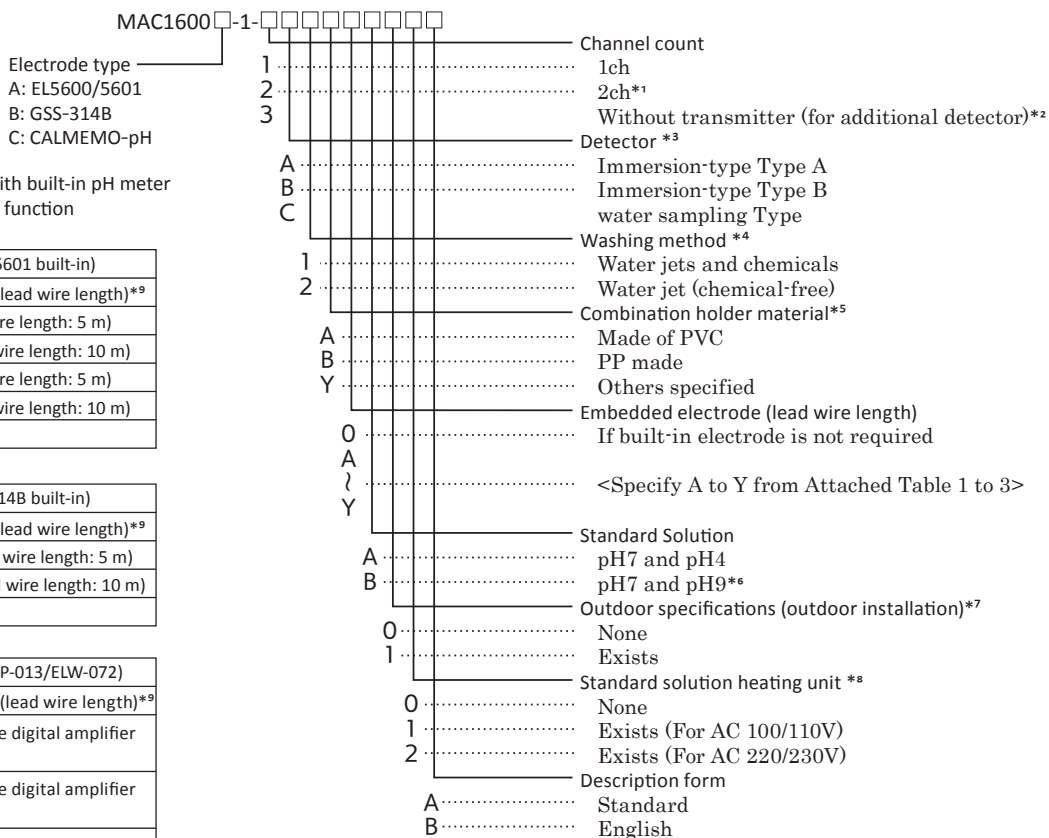 MAC1600□-1-□□□□□□□□□
Electrode type
A: EL5600/5601
B: GSS-314B
C: CALMEMO-pH
ith built-in pH meter
function
5601 built-in)
lead wire length)*⁹
re length: 5 m)
wire length: 10 m)
re length: 5 m)
wire length: 10 m)
14B built-in)
lead wire length)*⁹
wire length: 5 m)
wire length: 10 m)
P-013/ELW-072)
(lead wire length)*⁹
e digital amplifier
e digital amplifier
Channel count
1 1ch
2 2ch*¹
3 Without transmitter (for additional detector)*²
Detector *³
A Immersion-type Type A
B Immersion-type Type B
C water sampling Type
Washing method *⁴
1 Water jets and chemicals
2 Water jet (chemical-free)
Combination holder material*⁵
A Made of PVC
B PP made
Y Others specified
Embedded electrode (lead wire length)
0 If built-in electrode is not required
A
≀ <Specify A to Y from Attached Table 1 to 3>
Y
Standard Solution
A pH7 and pH4
B pH7 and pH9*⁶
Outdoor specifications (outdoor installation)*⁷
0 None
1 Exists
Standard solution heating unit *⁸
0 None
1 Exists (For AC 100/110V)
2 Exists (For AC 220/230V)
Description form
A Standard
B English